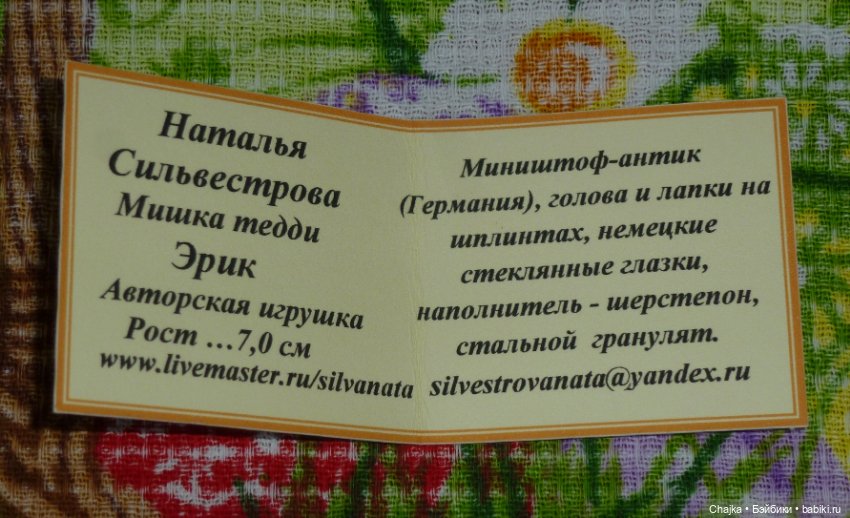 Наталья
Сильвестрова
Мишка тедди
Эрик
Авторская игрушка
Рост ...7,0 см
www.livemaster.ru/silvanata
Миништоф-антик
(Германия), голова и лапки на
шплинтах, немецкие
стеклянные глазки,
наполнитель - шерстепон,
стальной гранулят.
silvestrovanata@yandex.ru
Chajka • Бэйбики • babiki.ru